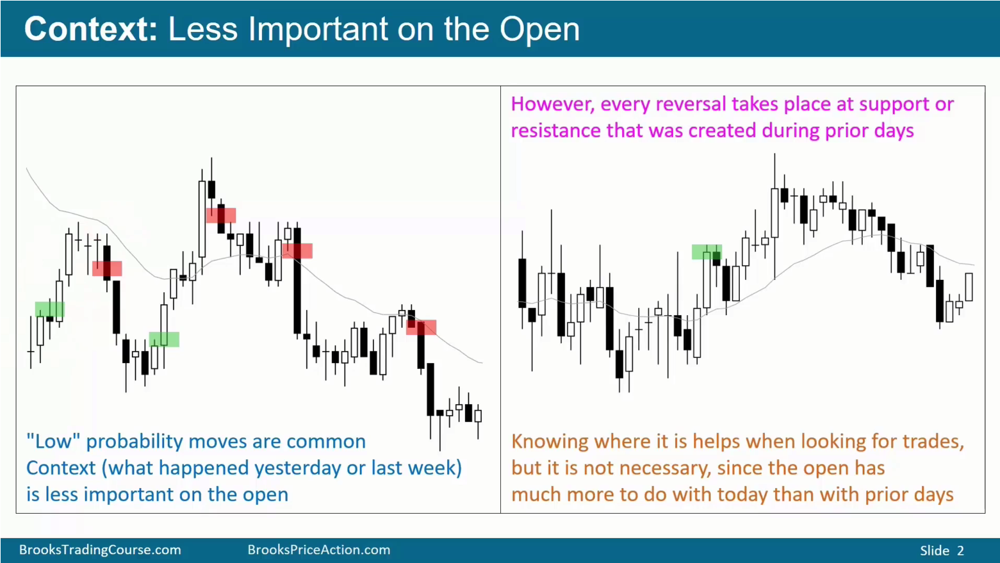 Context: Less Important on the Open
However, every reversal takes place at support or
resistance that was created during prior days
"Low" probability moves are common
Context (what happened yesterday or last week)
is less important on the open
Knowing where it is helps when looking for trades,
but it is not necessary, since the open has
much more to do with today than with prior days
BrooksTradingCourse.com
BrooksPriceAction.com
Slide 2